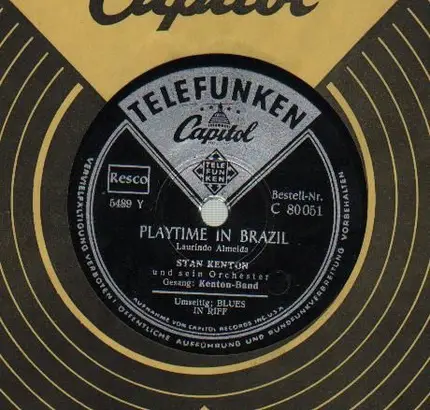 Capitol
TELEFUNKEN
Capitol
TELE
FUN
KEN
Resco
5489 Y
Bestell-Nr.
C 80051
PLAYTIME IN BRAZIL
Laurindo Almeida
STAN KENTON
und sein Orchester
Gesang: Kenton-Band
Umseitig: BLUES
IN RIFF
AUFNAHME VON CAPITOL RECORDS INC. U.S.A.
VERVIELFÄLTIGUNG VERBOTEN! ÖFFENTLICHE AUFFÜHRUNG UND RUNDFUNKVERBREITUNG VORBEHALTEN